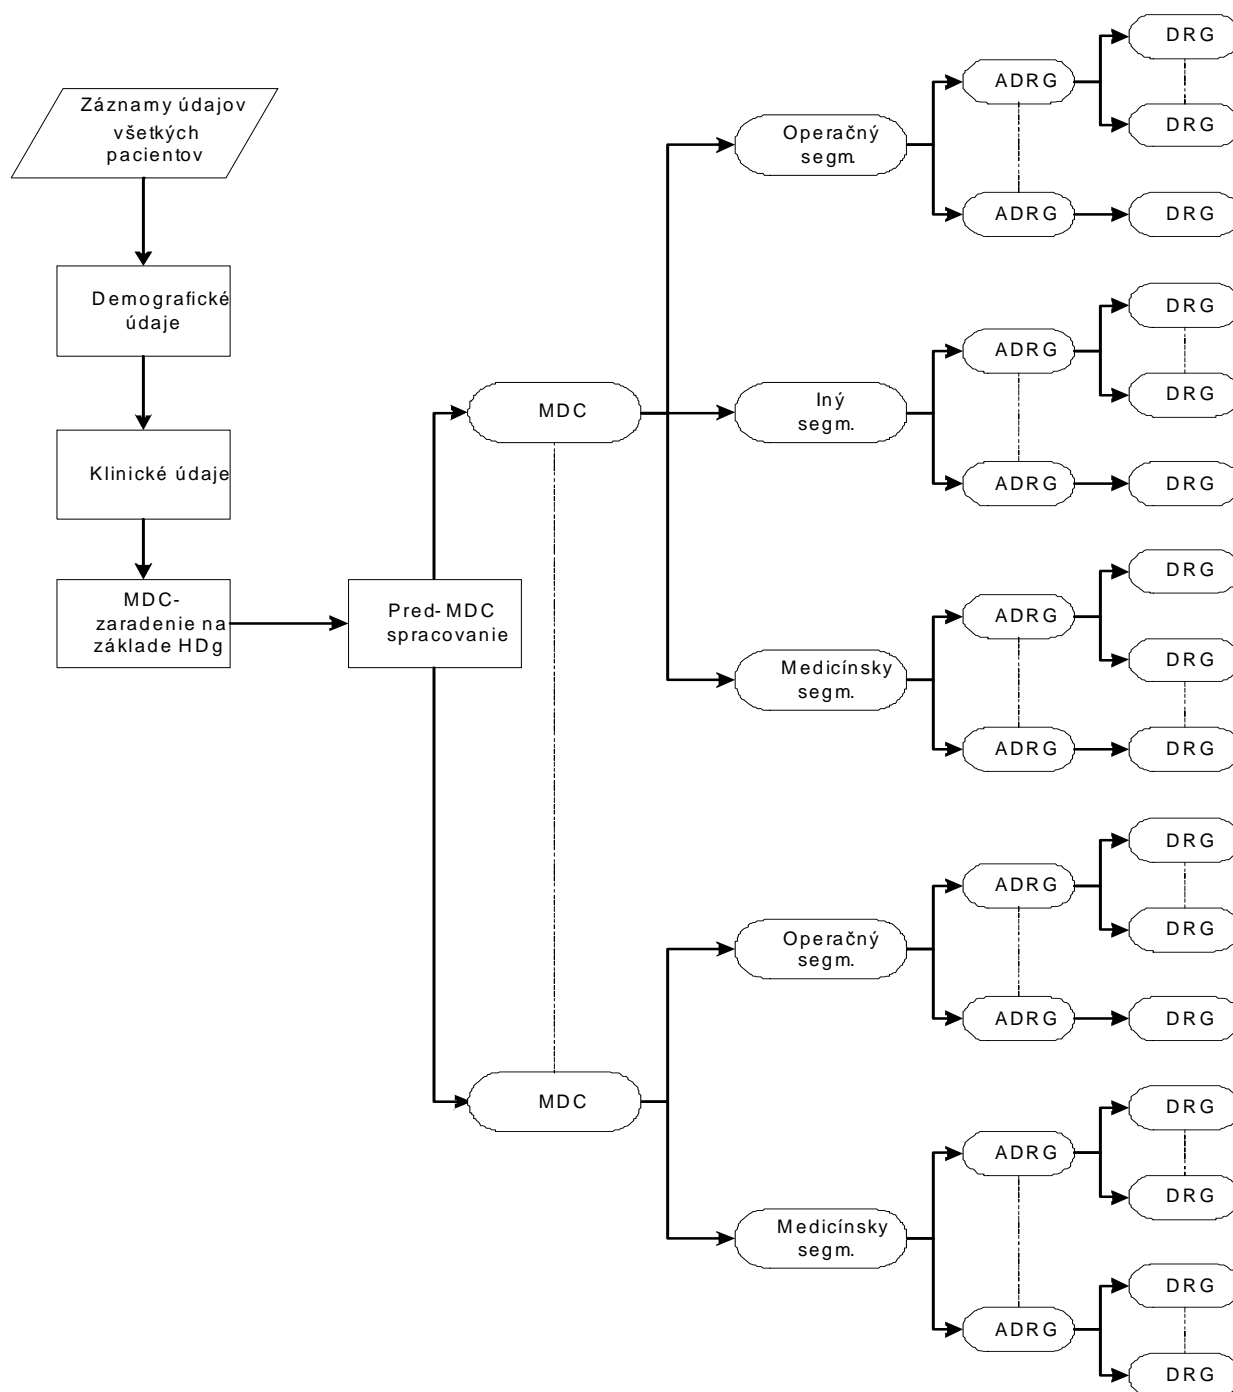 Záznamy údajov
všetkých
pacientov
Demografické
údaje
Klinické údaje
MDC-
zaradenie na
základe HDg
Pred-MDC
spracovanie
MDC
Operačný
segm.
ADRG
DRG
DRG
ADRG
DRG
Iný
segm.
ADRG
DRG
DRG
ADRG
DRG
Medicínsky
segm.
ADRG
DRG
DRG
ADRG
DRG
MDC
Operačný
segm.
ADRG
DRG
DRG
ADRG
DRG
Medicínsky
segm.
ADRG
DRG
DRG
ADRG
DRG
DRG